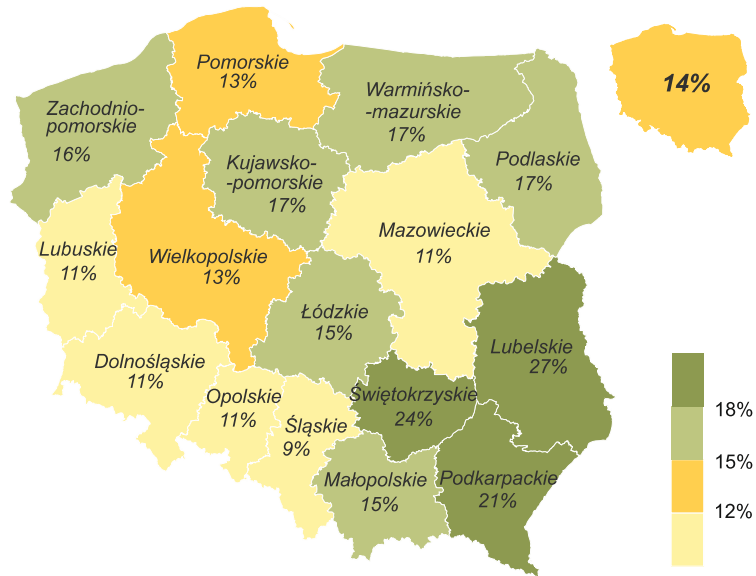 Pomorskie
13%
14%
Warmińsko-
-mazurskie
17%
Zachodnio-
pomorskie
16%
Kujawsko-
-pomorskie
17%
Podlaskie
17%
Mazowieckie
11%
Lubuskie
11%
Wielkopolskie
13%
Łódzkie
15%
Lubelskie
27%
Dolnośląskie
11%
Opolskie
11%
Świętokrzyskie
24%
Śląskie
9%
Małopolskie
15%
Podkarpackie
21%
18%
15%
12%